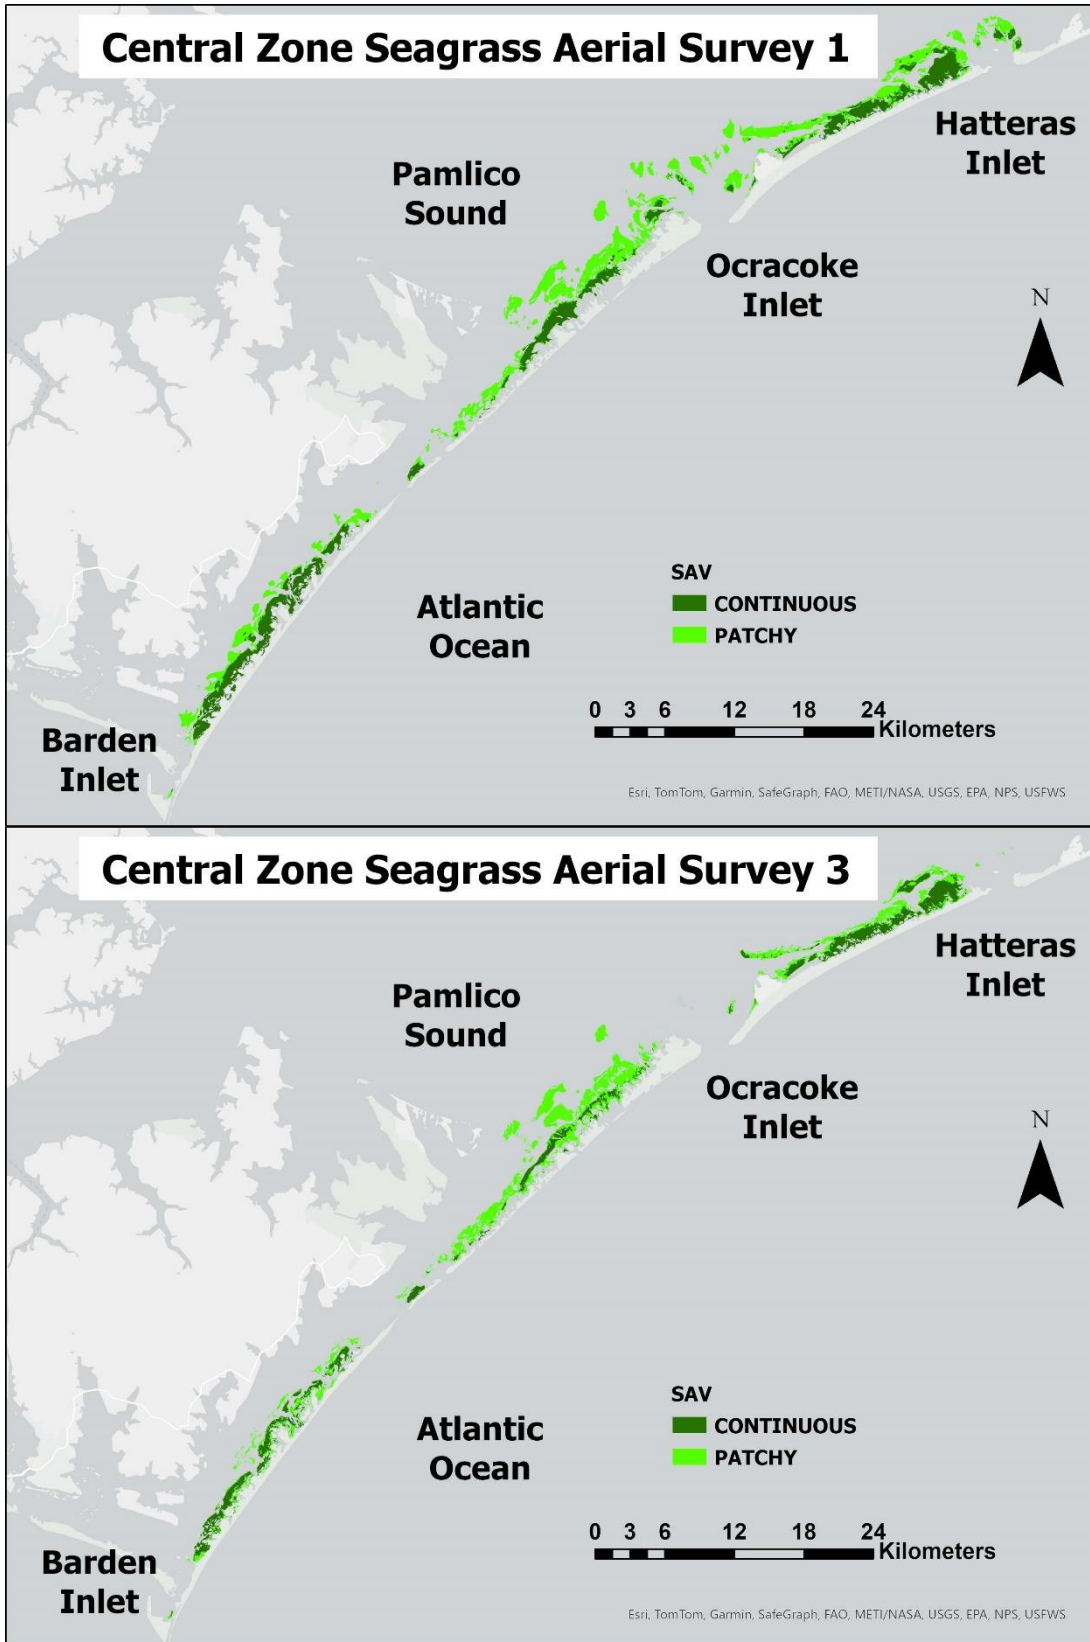 Central Zone Seagrass Aerial Survey 1
Hatteras
Inlet
Pamlico
Sound
Ocracoke
Inlet
N
SAV
CONTINUOUS
PATCHY
Atlantic
Ocean
0 3 6 12 18 24
Kilometers
Barden
Inlet
Esri, TomTom, Garmin, SafeGraph, FAO, METI/NASA, USGS, EPA, NPS, USFWS
Central Zone Seagrass Aerial Survey 3
Hatteras
Inlet
Pamlico
Sound
Ocracoke
Inlet
N
SAV
CONTINUOUS
PATCHY
Atlantic
Ocean
0 3 6 12 18 24
Kilometers
Barden
Inlet
Esri, TomTom, Garmin, SafeGraph, FAO, METI/NASA, USGS, EPA, NPS, USFWS